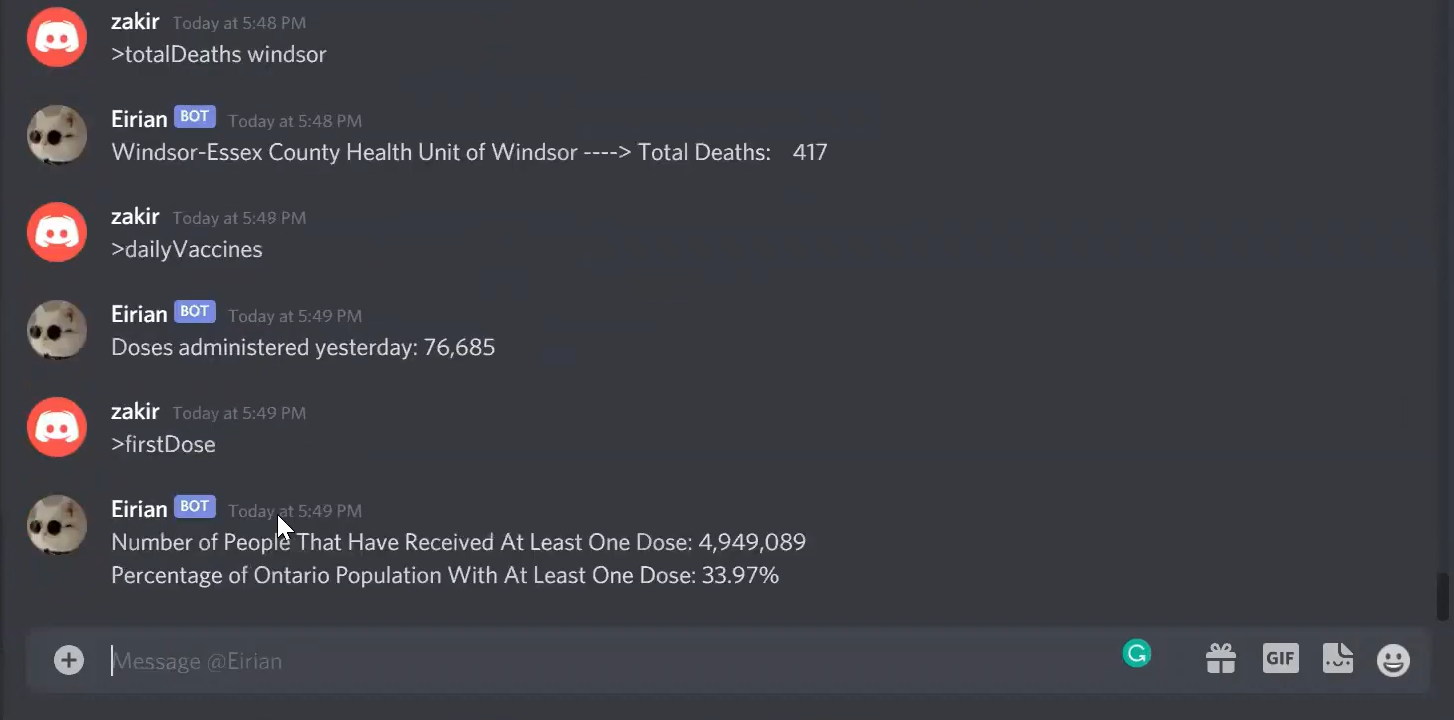 zakir Today at 5:48 PM
>totalDeaths windsor
Eirian BOT Today at 5:48 PM
Windsor-Essex County Health Unit of Windsor ----> Total Deaths: 417
zakir Today at 5:49 PM
>dailyVaccines
Eirian BOT Today at 5:49 PM
Doses administered yesterday: 76,685
zakir Today at 5:49 PM
>firstDose
Eirian BOT Today at 5:49 PM
Number of People That Have Received At Least One Dose: 4,949,089
Percentage of Ontario Population With At Least One Dose: 33.97%
Message @Eirian
GIF